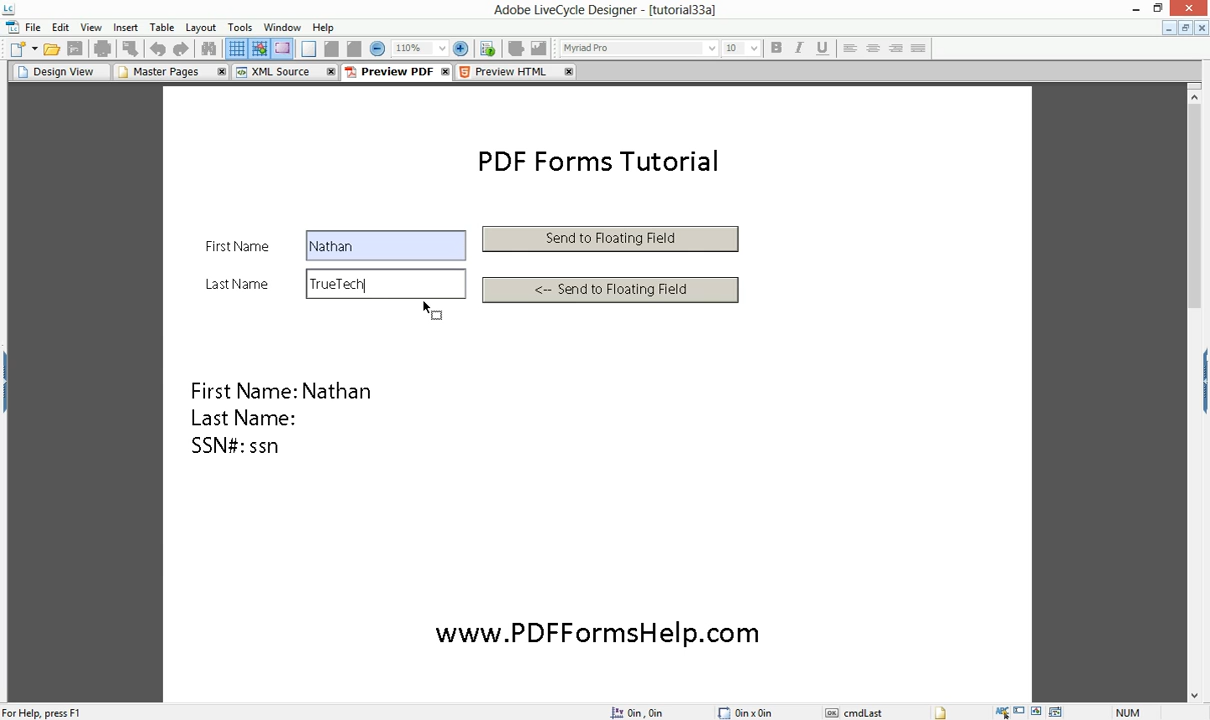 Lc Adobe LiveCycle Designer - [tutorial33a]
File Edit View Insert Table Layout Tools Window Help
110% Myriad Pro 10 B I U
Design View Master Pages XML Source Preview PDF Preview HTML
PDF Forms Tutorial
First Name Nathan Send to Floating Field
Last Name TrueTech <-- Send to Floating Field
First Name: Nathan
Last Name:
SSN#: ssn
www.PDFFormsHelp.com
For Help, press F1 0in , 0in 0in x 0in OK cmdLast ABC NUM